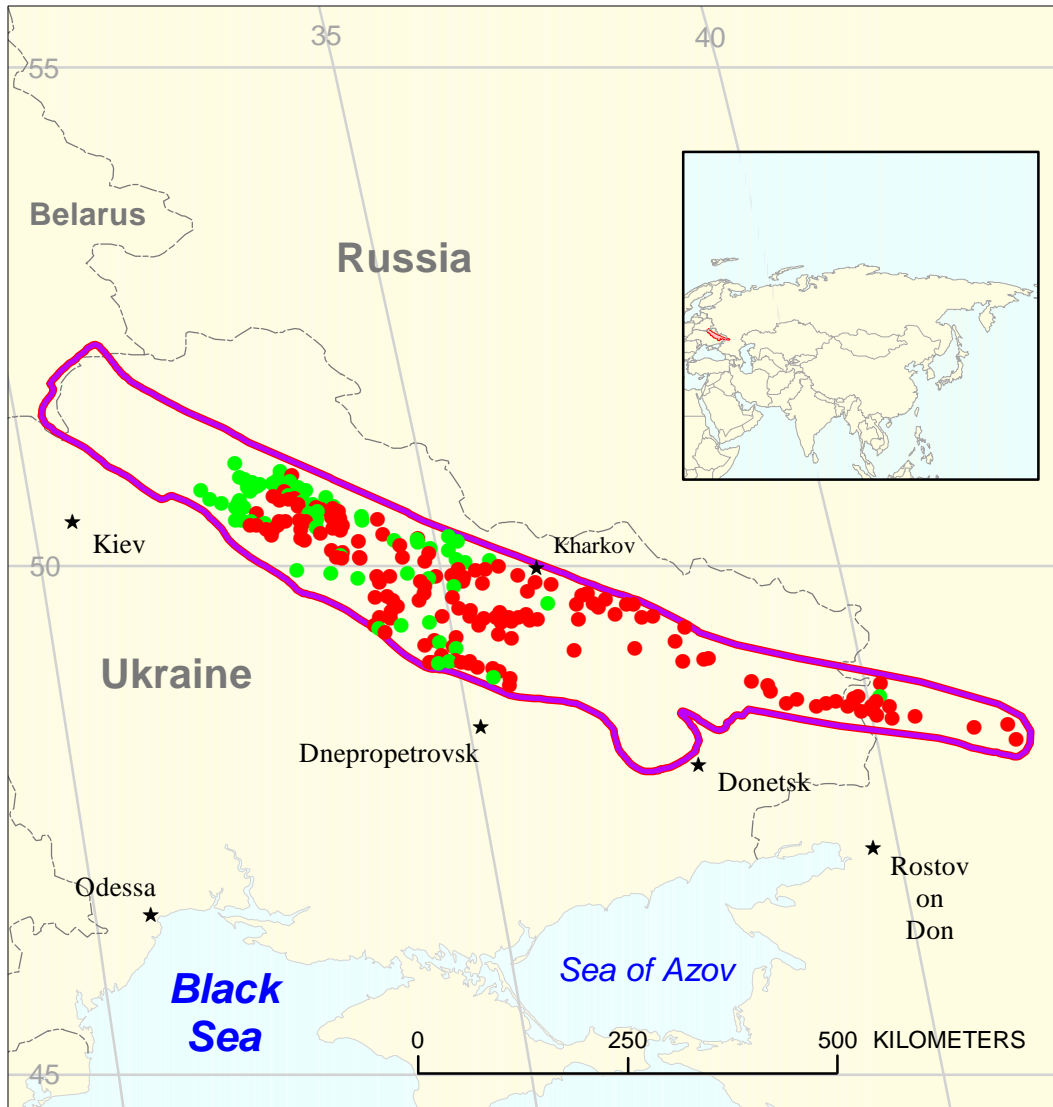 35
40
55
Belarus
Russia
Kiev
Kharkov
50
Ukraine
Dnepropetrovsk
Donetsk
Odessa
Rostov
on
Don
Sea of Azov
Black
Sea
0 250 500 KILOMETERS
45